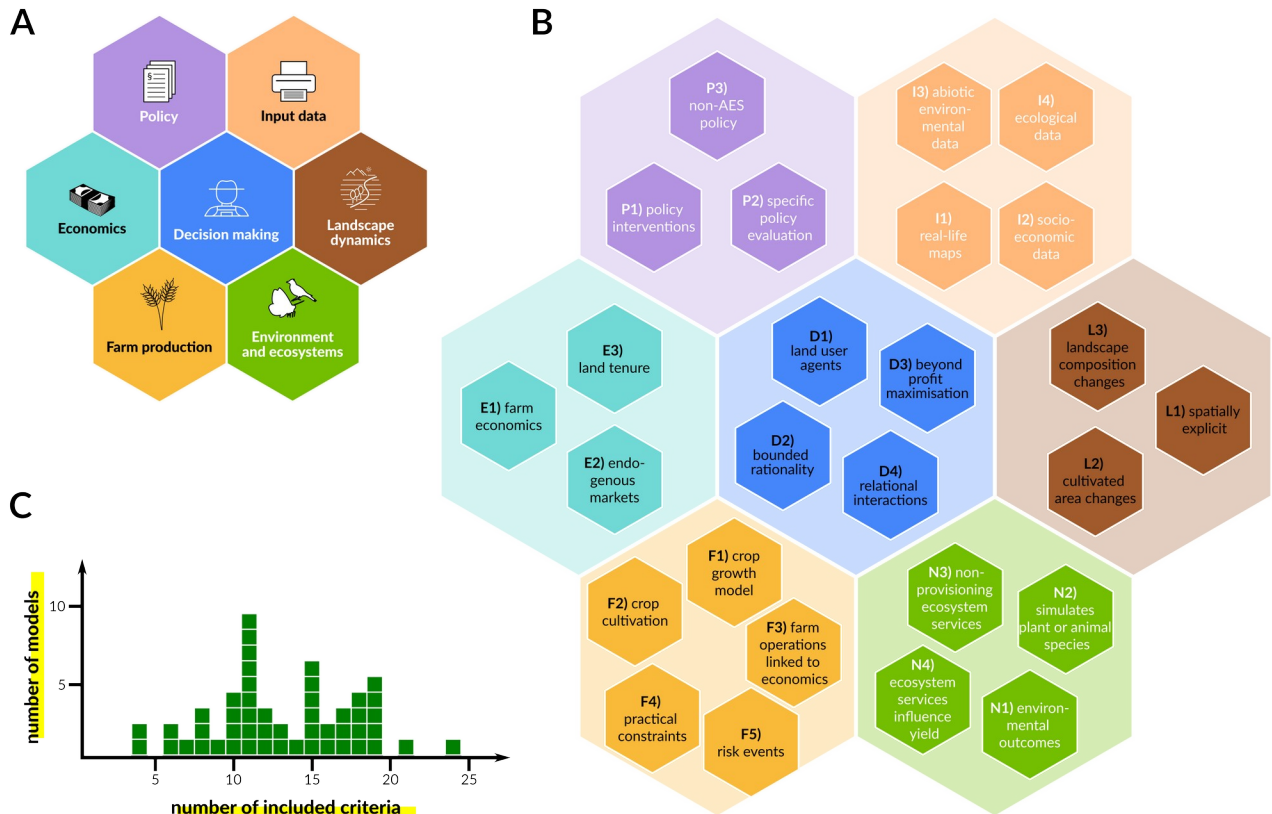 A
§
Policy
Input data
Economics
Decision making
Landscape
dynamics
Farm production
Environment
and ecosystems
B
P3)
non-AES
policy
P1) policy
interventions
P2) specific
policy
evaluation
I3) abiotic
environ-
mental
data
I4)
ecological
data
I1)
real-life
maps
I2) socio-
economic
data
E3)
land tenure
E1) farm
economics
E2) endo-
genous
markets
D1)
land user
agents
D3) beyond
profit
maximisation
D2)
bounded
rationality
D4)
relational
interactions
L3)
landscape
composition
changes
L1) spatially
explicit
L2)
cultivated
area changes
F1) crop
growth
model
F2) crop
cultivation
F3) farm
operations
linked to
economics
F4)
practical
constraints
F5)
risk events
N3) non-
provisioning
ecosystem
services
N2)
simulates
plant or animal
species
N4)
ecosystem
services
influence
yield
N1) environ-
mental
outcomes
C
number of models
10
5
5 10 15 20 25
number of included criteria